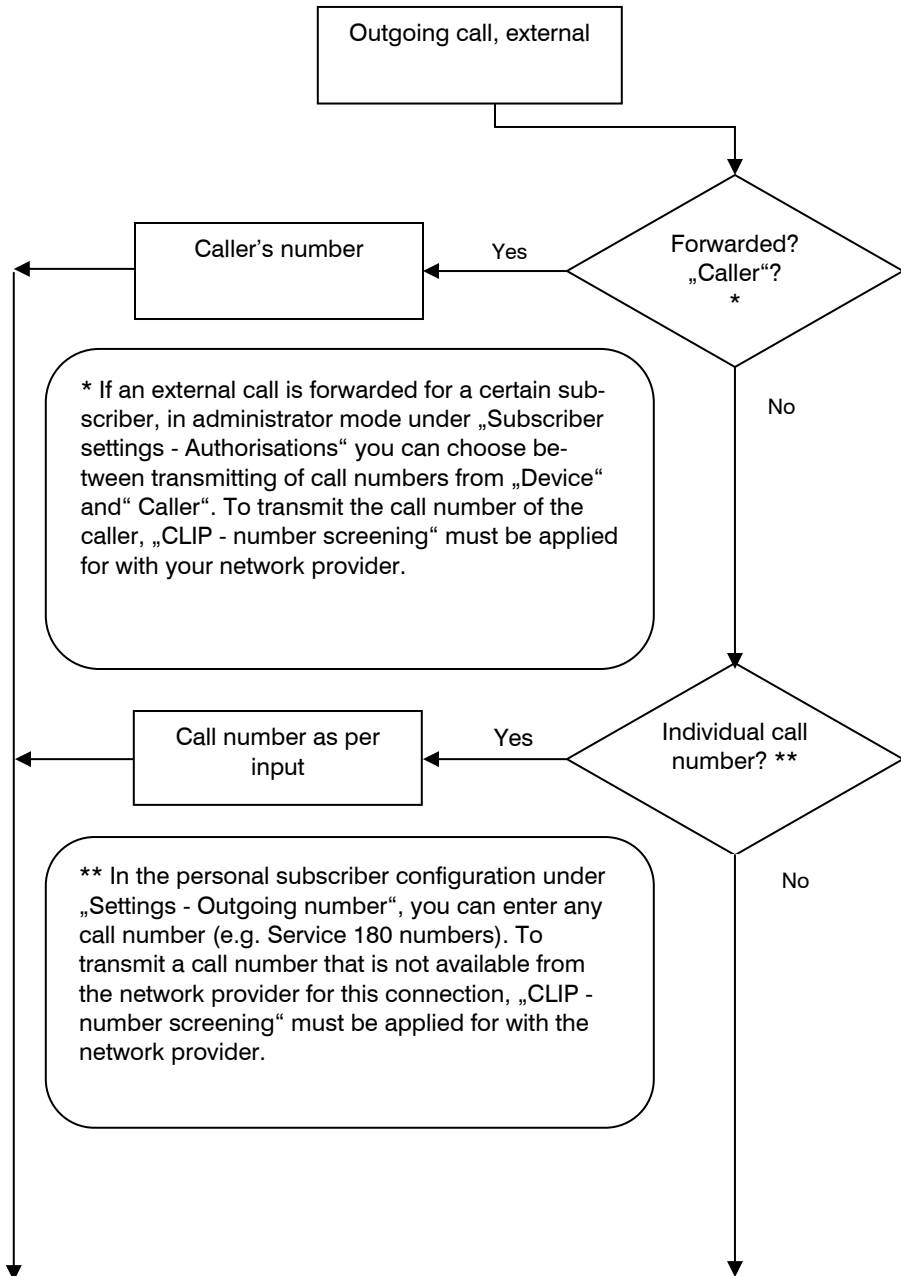 Outgoing call, external
Forwarded?
„Caller“?
*
Yes
Caller’s number
No
* If an external call is forwarded for a certain sub-
scriber, in administrator mode under „Subscriber
settings - Authorisations“ you can choose be-
tween transmitting of call numbers from „Device“
and“ Caller“. To transmit the call number of the
caller, „CLIP - number screening“ must be applied
for with your network provider.
Individual call
number? **
Yes
Call number as per
input
No
** In the personal subscriber configuration under
„Settings - Outgoing number“, you can enter any
call number (e.g. Service 180 numbers). To
transmit a call number that is not available from
the network provider for this connection, „CLIP -
number screening“ must be applied for with the
network provider.